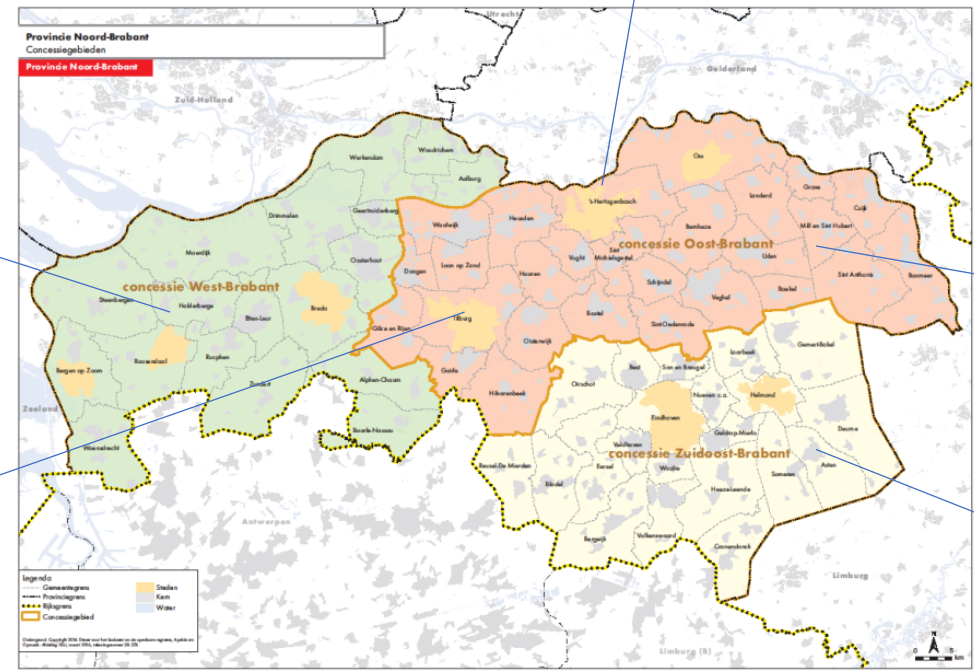 Provincie Noord-Brabant
Concessiegebieden
Provincie Noord-Brabant
Utrecht
Gelderland
Zuid-Holland
Woudrichem
Werkendam
Aalburg
Oss
Grave
Landerd
's-Hertogenbosch
Cuijk
Geertruidenberg
Drimmelen
Heusden
Waalwijk
Bernheze
Mill en Sint Hubert
concessie Oost-Brabant
Moerdijk
Oosterhout
Vught
Sint
Michielsgestel
Uden
Loon op Zand
Dongen
Haaren
Sint Anthonis
Boxmeer
Schijndel
concessie West-Brabant
Boekel
Steenbergen
Halderberge
Veghel
Breda
Etten-Leur
Boxtel
Tilburg
Gilze en Rijen
Sint-Oedenrode
Oisterwijk
Gemert-Bakel
Laarbeek
Roosendaal
Rucphen
Best
Son en Breugel
Bergen op Zoom
Goirle
Alphen-Chaam
Zundert
Oirschot
Hilvarenbeek
Nuenen c.a.
Helmond
Zeeland
Eindhoven
Baarle-Nassau
Deurne
Geldrop-Mierlo
Woensdrecht
Veldhoven
concessie Zuidoost-Brabant
Reusel-De Mierden
Eersel
Waalre
Asten
Someren
Bladel
Heeze-Leende
Antwerpen
Bergeijk
Valkenswaard
Cranendonck
Limburg
Legenda
Gemeentegrens
Provinciegrens
Rijksgrens
Concessiegebied
Steden
Kern
Water
Limburg (B)
N
0 5
km